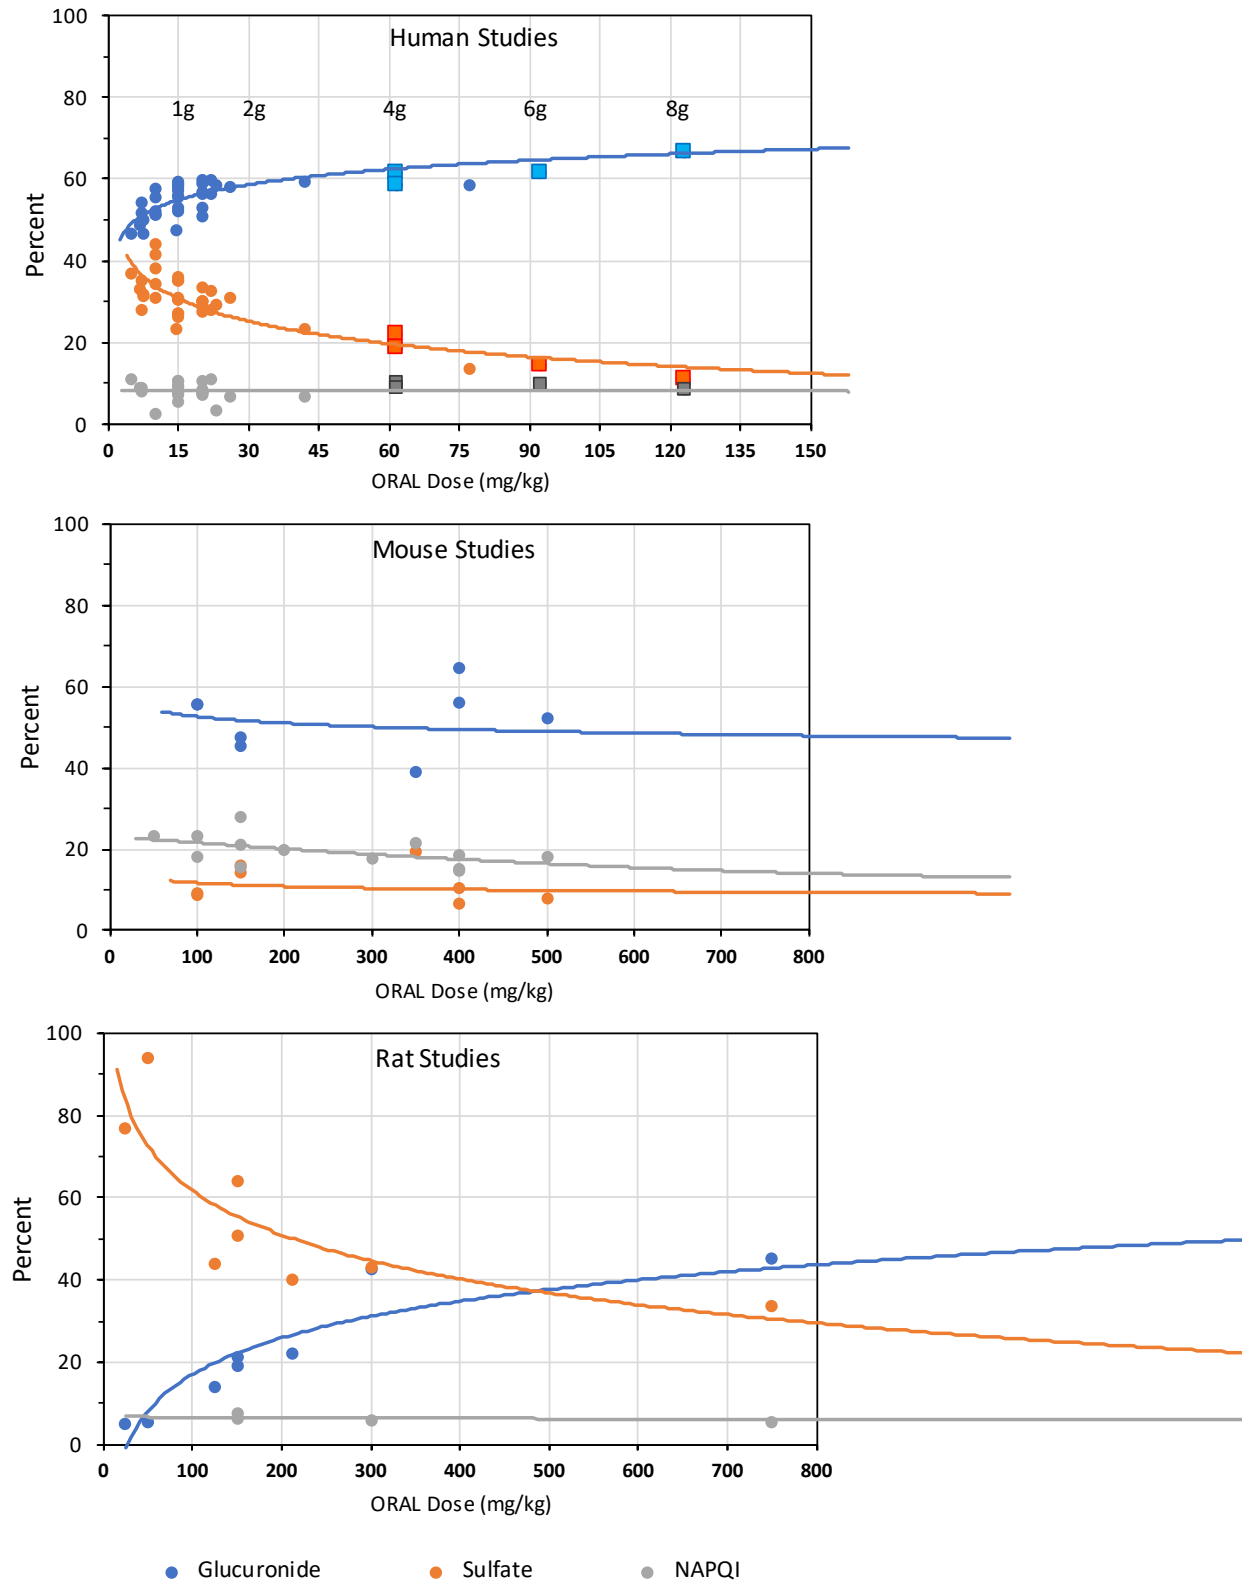 100
Human Studies
80
1g 2g 4g 6g 8g
60
40
20
0
Percent
0 15 30 45 60 75 90 105 120 135 150
ORAL Dose (mg/kg)
100
Mouse Studies
80
60
40
20
0
Percent
0 100 200 300 400 500 600 700 800
ORAL Dose (mg/kg)
100
Rat Studies
80
60
40
20
0
Percent
0 100 200 300 400 500 600 700 800
ORAL Dose (mg/kg)
Glucuronide Sulfate NAPQI